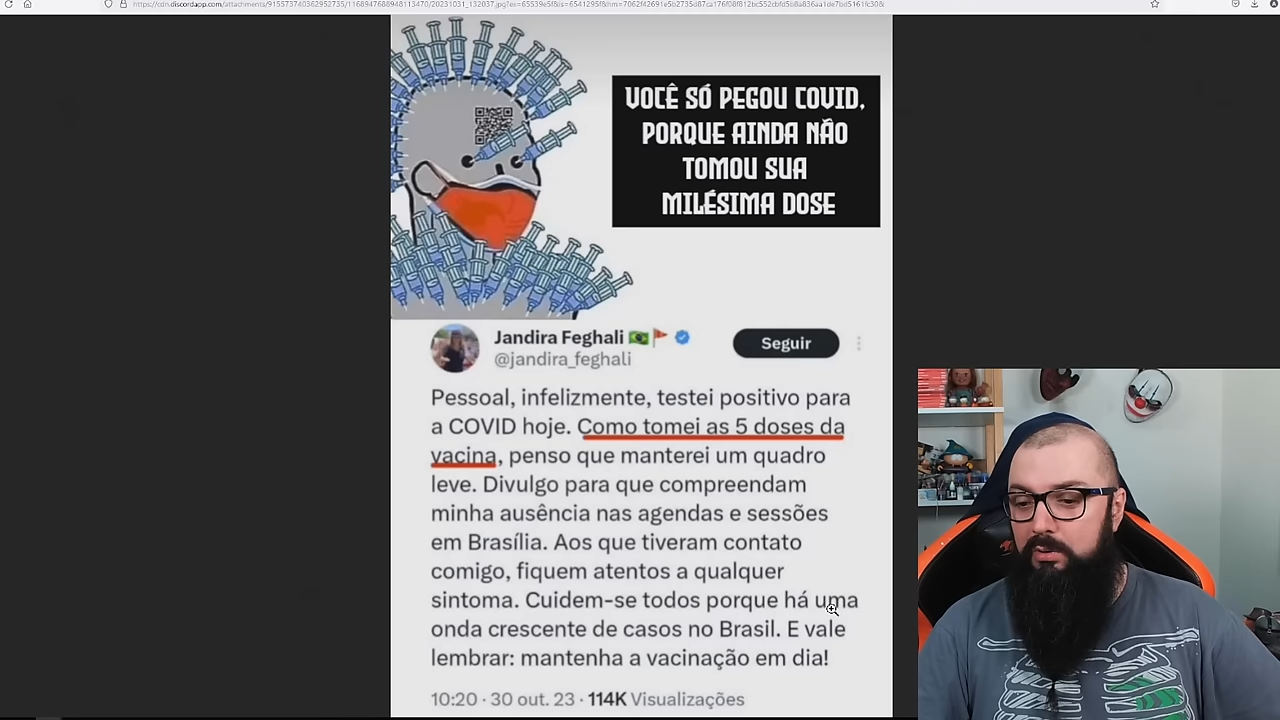 VOCÊ SÓ PEGOU COVID,
PORQUE AINDA NÃO
TOMOU SUA
MILÉSIMA DOSE
Jandira Feghali
@jandira_feghali
Seguir
Pessoal, infelizmente, testei positivo para
a COVID hoje. Como tomei as 5 doses da
vacina, penso que manterei um quadro
leve. Divulgo para que compreendam
minha ausência nas agendas e sessões
em Brasília. Aos que tiveram contato
comigo, fiquem atentos a qualquer
sintoma. Cuidem-se todos porque há uma
onda crescente de casos no Brasil. E vale
lembrar: mantenha a vacinação em dia!
10:20 · 30 out. 23 · 114K Visualizações